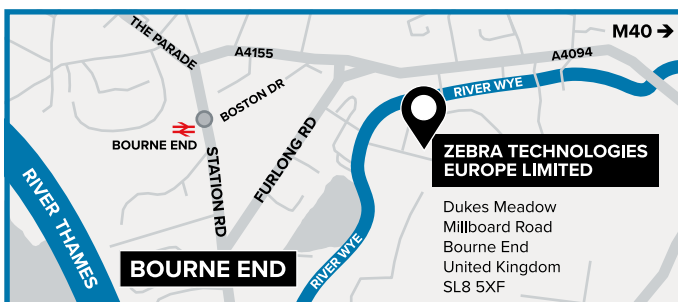 M40 →
THE PARADE
A4155
A4094
BOSTON DR
RIVER WYE
BOURNE END
STATION RD
FURLONG RD
ZEBRA TECHNOLOGIES
EUROPE LIMITED
Dukes Meadow
Millboard Road
Bourne End
United Kingdom
SL8 5XF
RIVER THAMES
BOURNE END
RIVER WYE